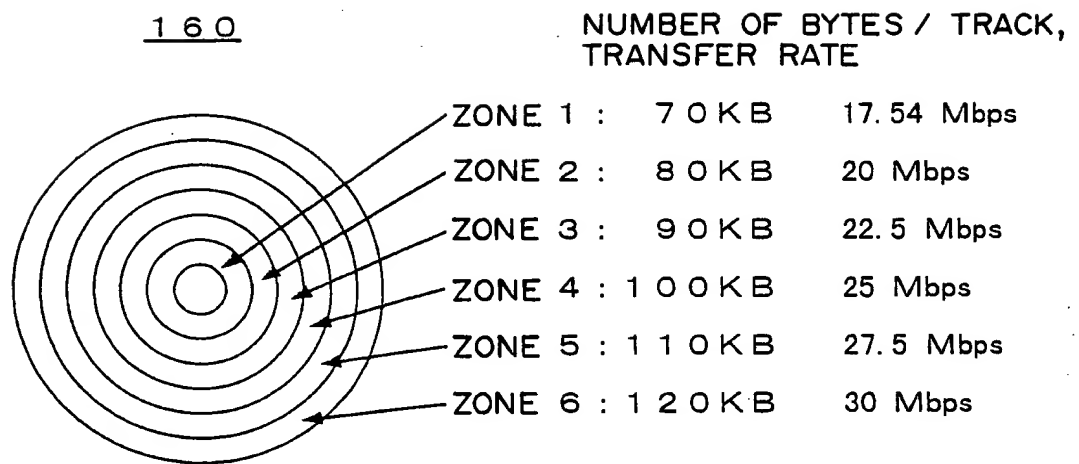 160
NUMBER OF BYTES / TRACK,
TRANSFER RATE
ZONE 1 : 70KB 17.54 Mbps
ZONE 2 : 80KB 20 Mbps
ZONE 3 : 90KB 22.5 Mbps
ZONE 4 : 100KB 25 Mbps
ZONE 5 : 110KB 27.5 Mbps
ZONE 6 : 120KB 30 Mbps